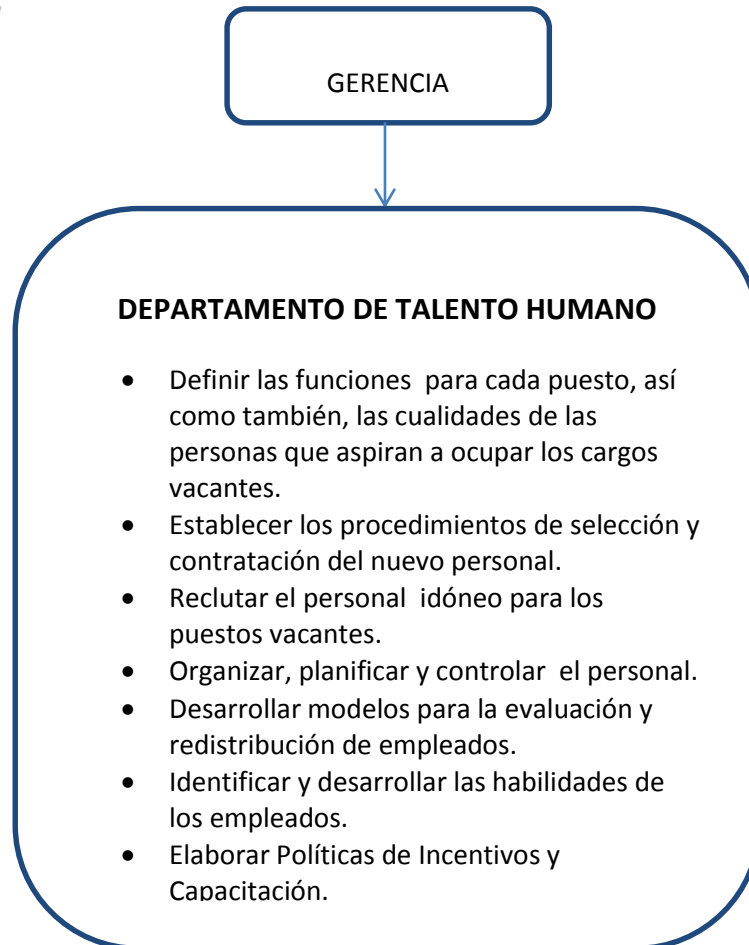 GERENCIA
DEPARTAMENTO DE TALENTO HUMANO
• Definir las funciones para cada puesto, así
como también, las cualidades de las
personas que aspiran a ocupar los cargos
vacantes.
• Establecer los procedimientos de selección y
contratación del nuevo personal.
• Reclutar el personal idóneo para los
puestos vacantes.
• Organizar, planificar y controlar el personal.
• Desarrollar modelos para la evaluación y
redistribución de empleados.
• Identificar y desarrollar las habilidades de
los empleados.
• Elaborar Políticas de Incentivos y
Capacitación.